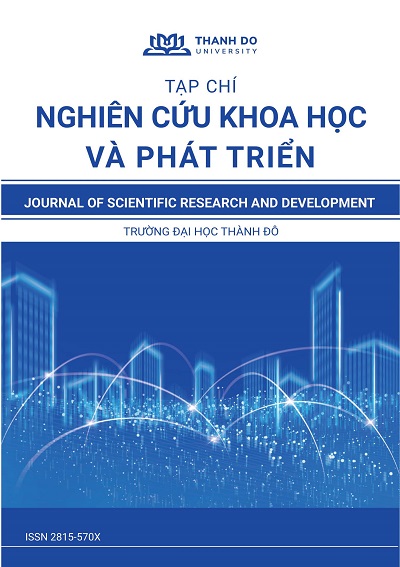 THANH DO
UNIVERSITY
TẠP CHÍ
NGHIÊN CỨU KHOA HỌC
VÀ PHÁT TRIỂN
JOURNAL OF SCIENTIFIC RESEARCH AND DEVELOPMENT
TRƯỜNG ĐẠI HỌC THÀNH ĐÔ
ISSN 2815-570X